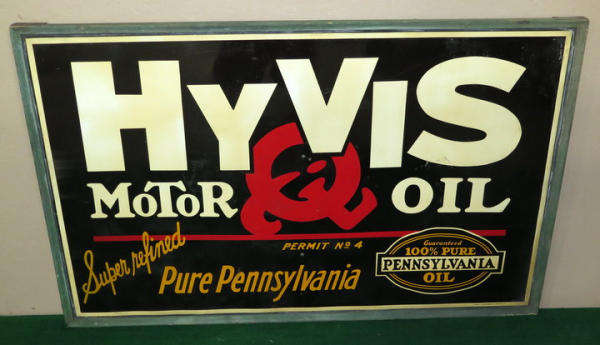 HYVIS
MOTOR OIL
PERMIT Nº 4
Super refined
Pure Pennsylvania
Guaranteed
100% PURE
PENNSYLVANIA
OIL